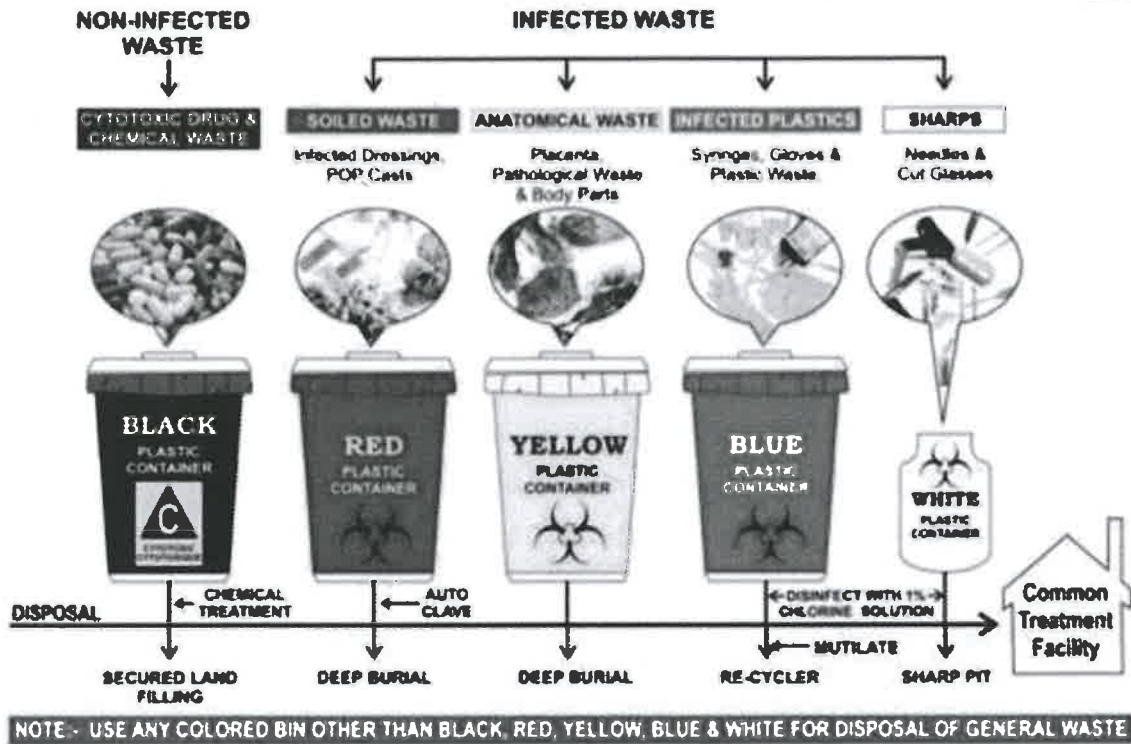 NON-INFECTED
WASTE
INFECTED WASTE
CYTOTOXIC DRUG &
CHEMICAL WASTE
SOILED WASTE
ANATOMICAL WASTE
INFECTED PLASTICS
SHARPS
Infected Dressings,
POP Casts
Placenta,
Pathological Waste
& Body Parts
Syringes, Gloves &
Plastic Waste
Needles &
Cut Glasses
BLACK
PLASTIC
CONTAINER
C
RED
PLASTIC
CONTAINER
YELLOW
PLASTIC
CONTAINER
BLUE
PLASTIC
CONTAINER
WHITE
PLASTIC
CONTAINER
DISPOSAL
CHEMICAL
TREATMENT
AUTO
CLAVE
DISINFECT WITH 1%
CHLORINE SOLUTION
MUTILATE
Common
Treatment
Facility
SECURED LAND
FILLING
DEEP BURIAL
DEEP BURIAL
RE-CYCLER
SHARP PIT
NOTE:- USE ANY COLORED BIN OTHER THAN BLACK, RED, YELLOW, BLUE & WHITE FOR DISPOSAL OF GENERAL WASTE